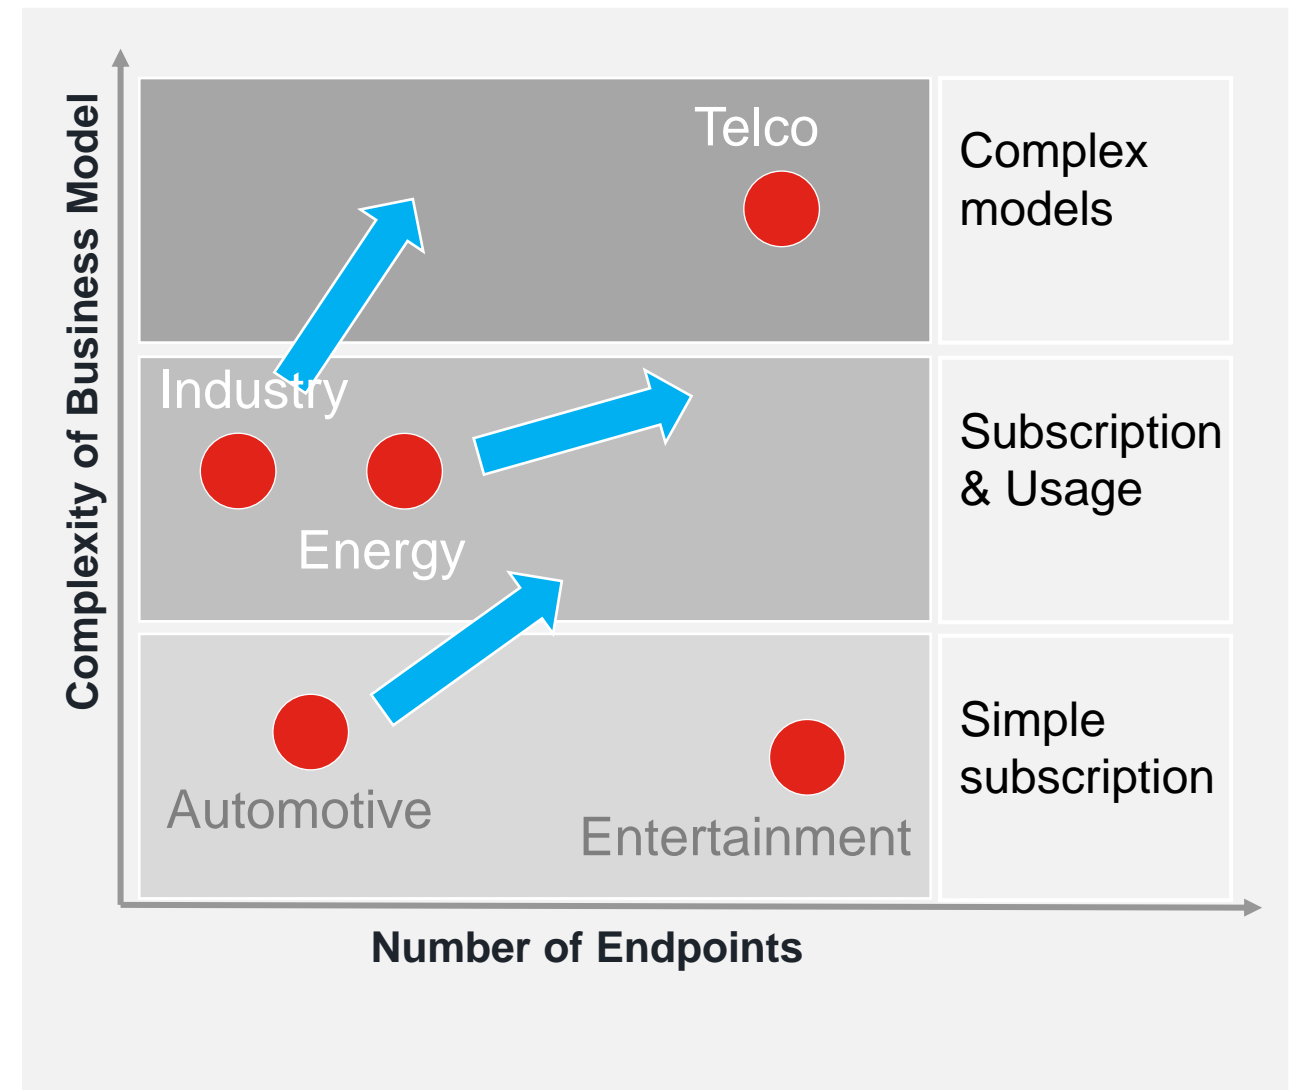 Complexity of Business Model
Telco
Complex
models
Industry
Energy
Subscription
& Usage
Automotive
Entertainment
Simple
subscription
Number of Endpoints